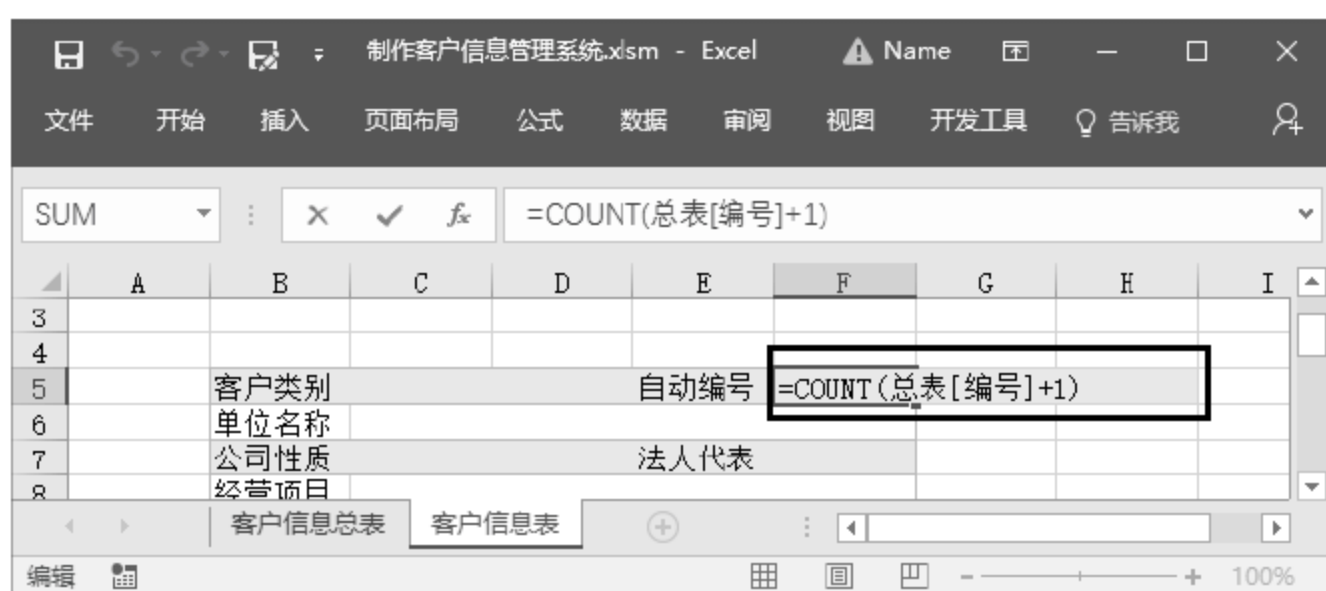 制作客户信息管理系统.xlsm - Excel Name
文件 开始 插入 页面布局 公式 数据 审阅 视图 开发工具 告诉我
SUM fx =COUNT(总表[编号]+1)
A B C D E F G H I
3
4
5 客户类别 自动编号 =COUNT(总表[编号]+1)
6 单位名称
7 公司性质 法人代表
8 经营项目
客户信息总表 客户信息表
编辑 100%